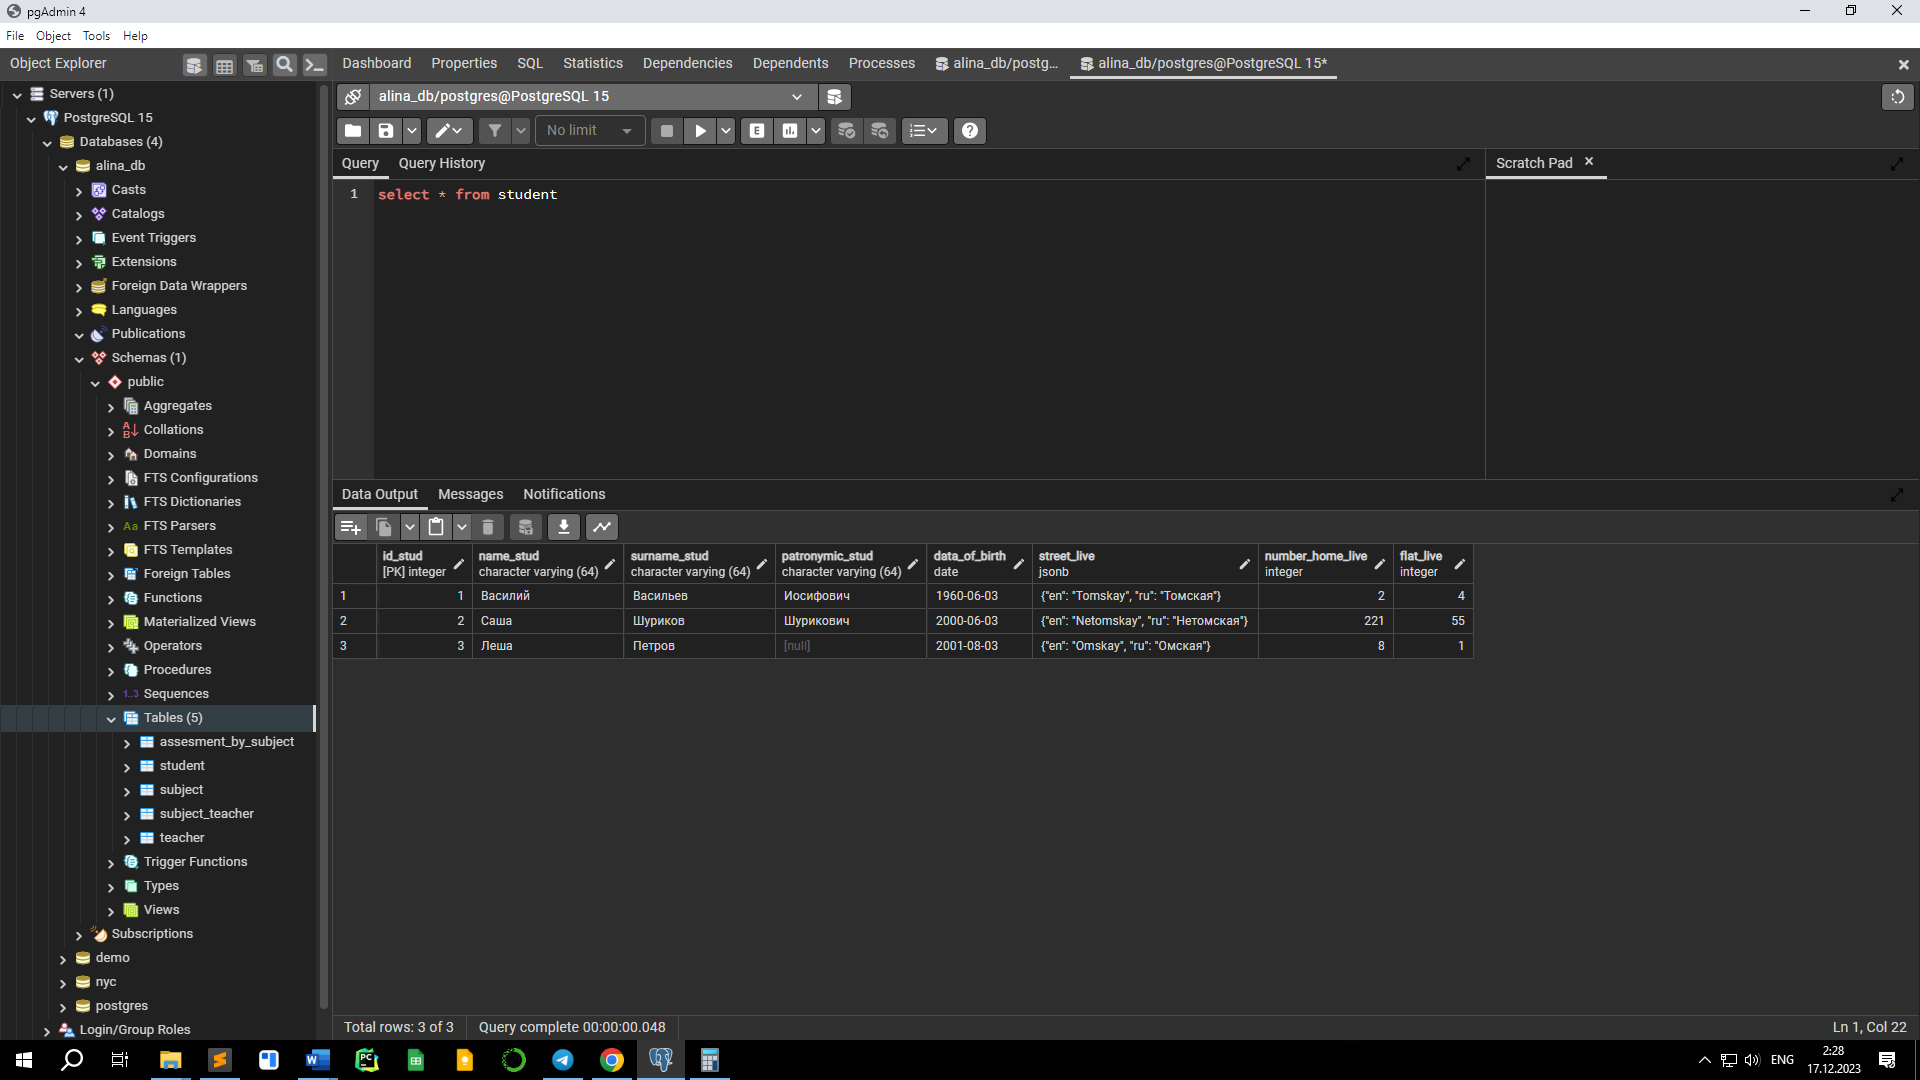 pgAdmin 4
File Object Tools Help
Object Explorer
Dashboard Properties SQL Statistics Dependencies Dependents Processes alina_db/postg... alina_db/postgres@PostgreSQL 15*
Servers (1)
PostgreSQL 15
Databases (4)
alina_db
Casts
Catalogs
Event Triggers
Extensions
Foreign Data Wrappers
Languages
Publications
Schemas (1)
public
Aggregates
Collations
Domains
FTS Configurations
FTS Dictionaries
Aa FTS Parsers
FTS Templates
Foreign Tables
Functions
Materialized Views
Operators
Procedures
1..3 Sequences
Tables (5)
assesment_by_subject
student
subject
subject_teacher
teacher
Trigger Functions
Types
Views
Subscriptions
demo
nyc
postgres
Login/Group Roles
alina_db/postgres@PostgreSQL 15
No limit E
Query Query History Scratch Pad
1 select * from student
Data Output Messages Notifications
id_stud name_stud surname_stud patronymic_stud data_of_birth street_live number_home_live flat_live
[PK] integer character varying (64) character varying (64) character varying (64) date jsonb integer integer
1 1 Василий Васильев Иосифович 1960-06-03 {"en": "Tomskay", "ru": "Томская"} 2 4
2 2 Саша Шуриков Шурикович 2000-06-03 {"en": "Netomskay", "ru": "Нетомская"} 221 55
3 3 Леша Петров [null] 2001-08-03 {"en": "Omskay", "ru": "Омская"} 8 1
Total rows: 3 of 3 Query complete 00:00:00.048 Ln 1, Col 22
ENG 2:28
17.12.2023